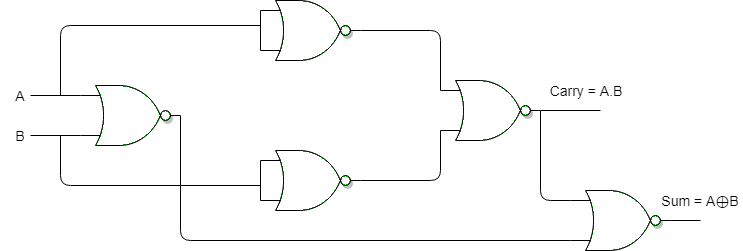 A
B
Carry = A.B
Sum = A⊕B